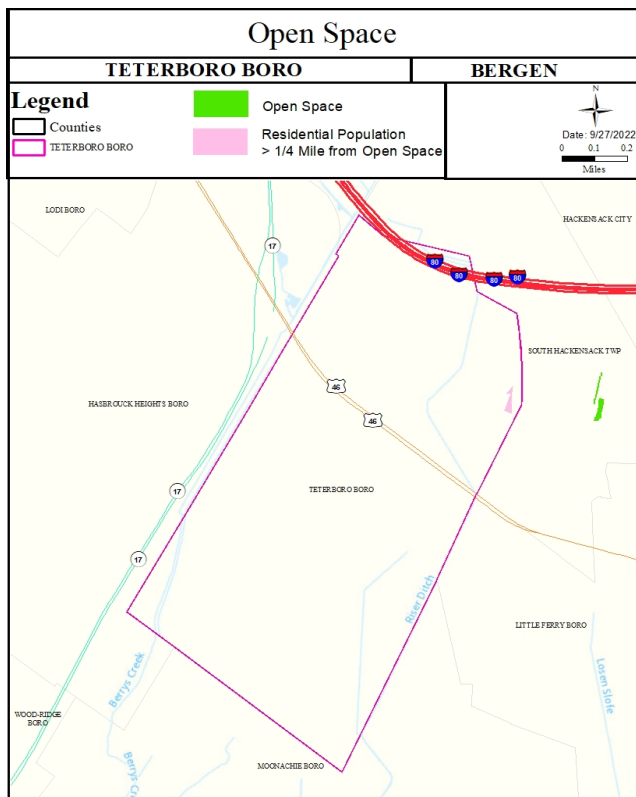 Open Space
TETERBORO BORO
BERGEN
Legend
Counties
TETERBORO BORO
Open Space
Residential Population
> 1/4 Mile from Open Space
N
Date: 9/27/2022
0 0.1 0.2
Miles
LODI BORO
HACKENSACK CITY
17
80
80
80
80
SOUTH HACKENSACK TWP
46
HASBROUCK HEIGHTS BORO
46
17
TETERBORO BORO
17
Riser Ditch
LITTLE FERRY BORO
Berrys Creek
Losen Slofe
WOOD-RIDGE
BORO
Berrys Cr
MOONACHIE BORO